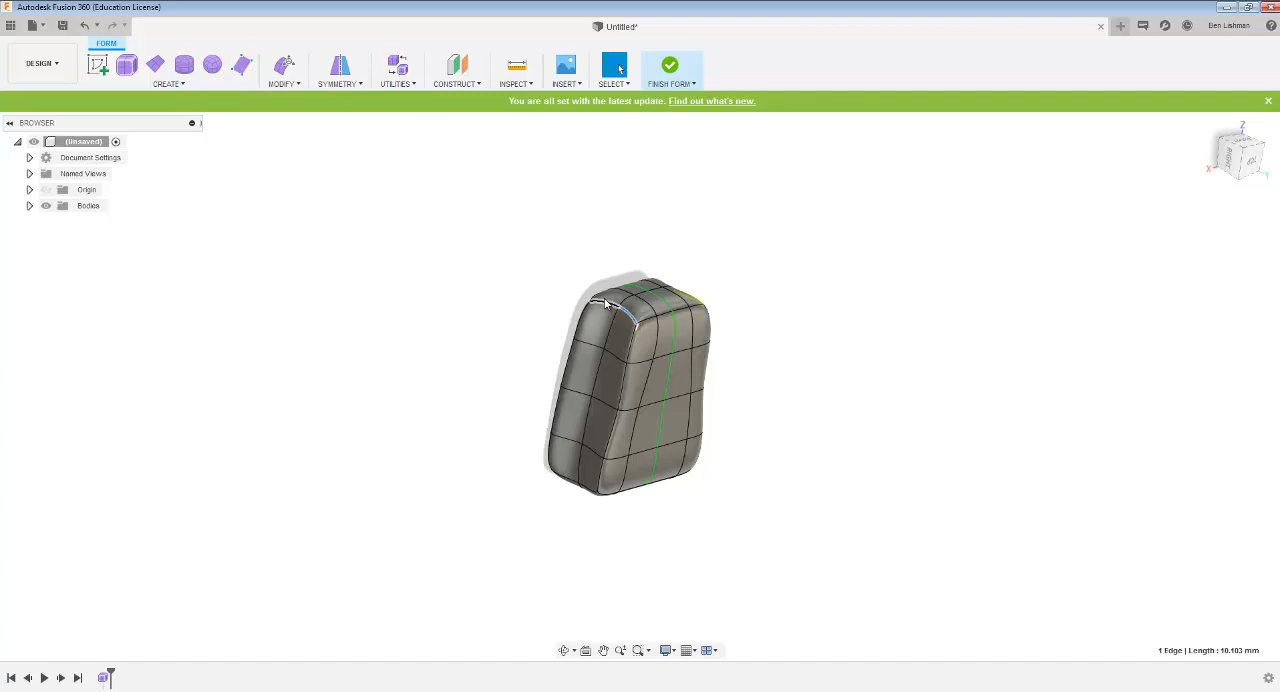 Autodesk Fusion 360 (Education License)
Untitled*
Ben Lishman
FORM
DESIGN
CREATE
MODIFY
SYMMETRY
UTILITIES
CONSTRUCT
INSPECT
INSERT
SELECT
FINISH FORM
You are all set with the latest update. Find out what's new.
BROWSER
(Unsaved)
Document Settings
Named Views
Origin
Bodies
Z
RIGHT
TOP
X
Y
1 Edge | Length : 10.103 mm